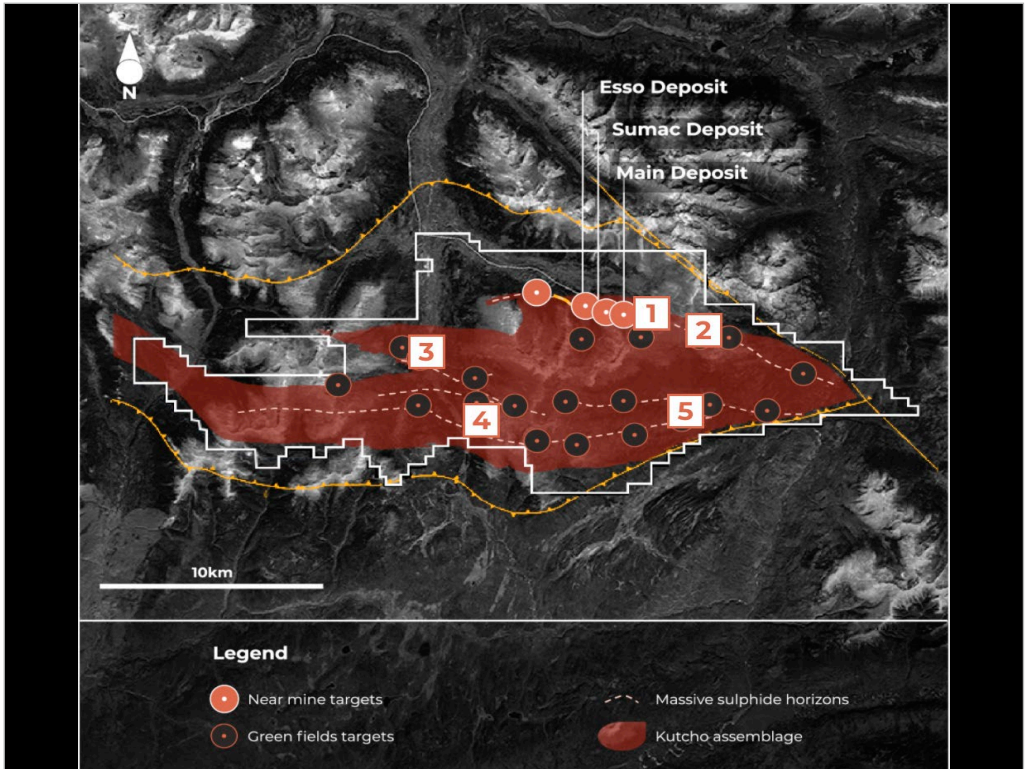 N
Esso Deposit
Sumac Deposit
Main Deposit
1
2
3
4
5
10km
Legend
Near mine targets
Massive sulphide horizons
Green fields targets
Kutcho assemblage